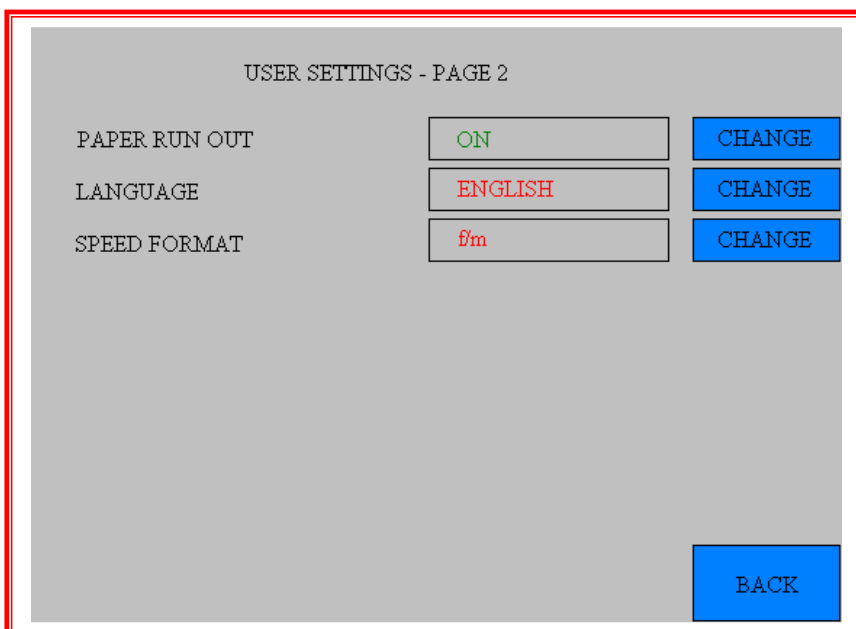 USER SETTINGS - PAGE 2
PAPER RUN OUT ON CHANGE
LANGUAGE ENGLISH CHANGE
SPEED FORMAT f/m CHANGE
BACK